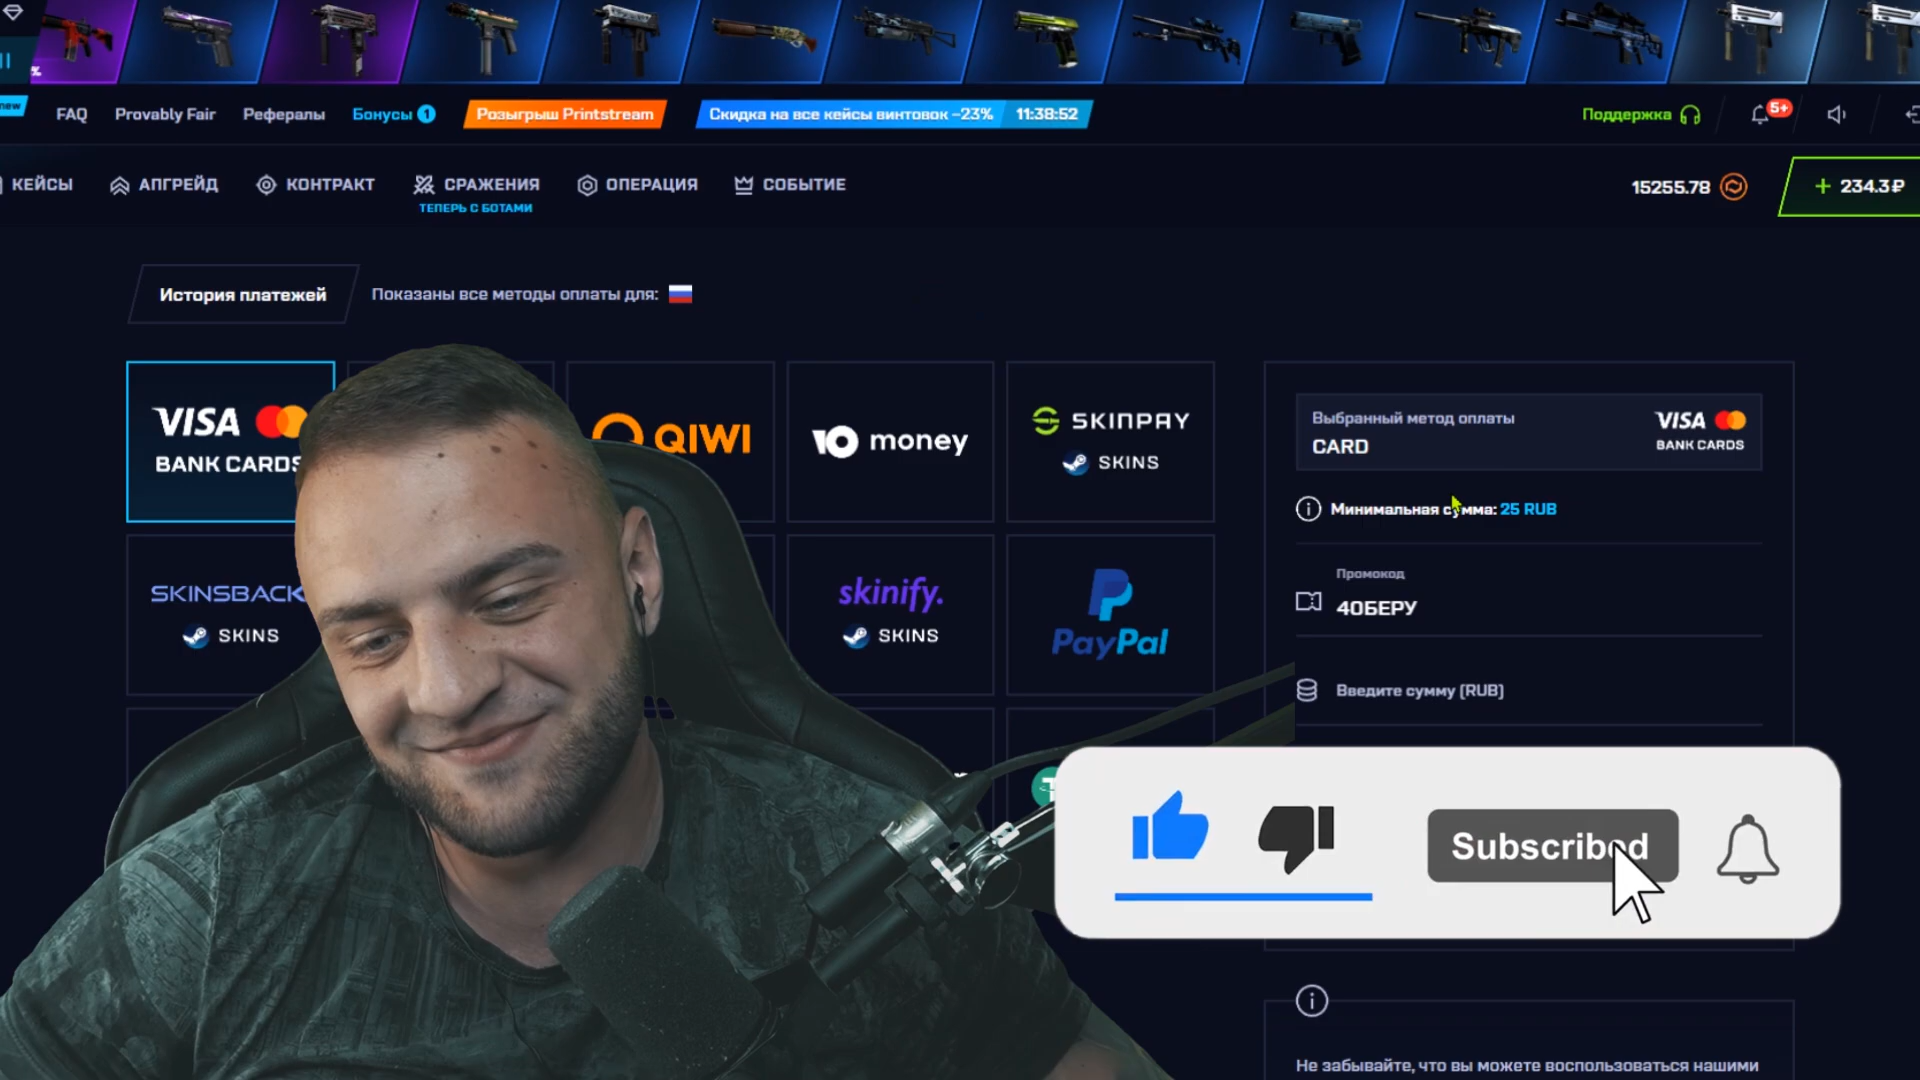 %
new
FAQ
Provably Fair
Рефералы
Бонусы 1
Розыгрыш Printstream
Скидка на все кейсы винтовок −23% 11:38:52
Поддержка
5+
КЕЙСЫ
АПГРЕЙД
КОНТРАКТ
СРАЖЕНИЯ
ТЕПЕРЬ С БОТАМИ
ОПЕРАЦИЯ
СОБЫТИЕ
15255.78
+ 234.3₽
История платежей
Показаны все методы оплаты для:
VISA
BANK CARDS
QIWI
Ю money
SKINPAY
SKINS
SKINSBACK
SKINS
skinify.
SKINS
PayPal
Выбранный метод оплаты
CARD
VISA
BANK CARDS
Минимальная сумма: 25 RUB
Промокод
40БЕРУ
Введите сумму (RUB)
Subscribed
Не забывайте, что вы можете воспользоваться нашими